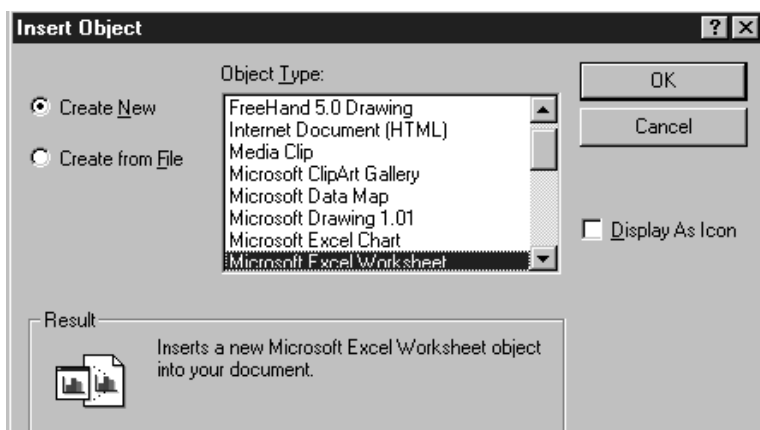 Insert Object
Object Type:
Create New
Create from File
FreeHand 5.0 Drawing
Internet Document (HTML)
Media Clip
Microsoft ClipArt Gallery
Microsoft Data Map
Microsoft Drawing 1.01
Microsoft Excel Chart
Microsoft Excel Worksheet
OK
Cancel
Display As Icon
Result
Inserts a new Microsoft Excel Worksheet object
into your document.